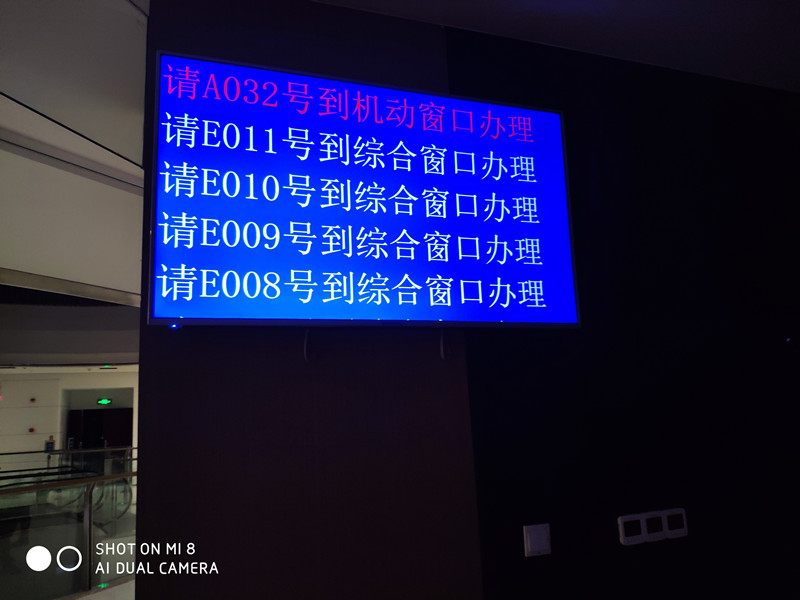 请A032号到机动窗口办理
请E011号到综合窗口办理
请E010号到综合窗口办理
请E009号到综合窗口办理
请E008号到综合窗口办理
SHOT ON MI 8
AI DUAL CAMERA